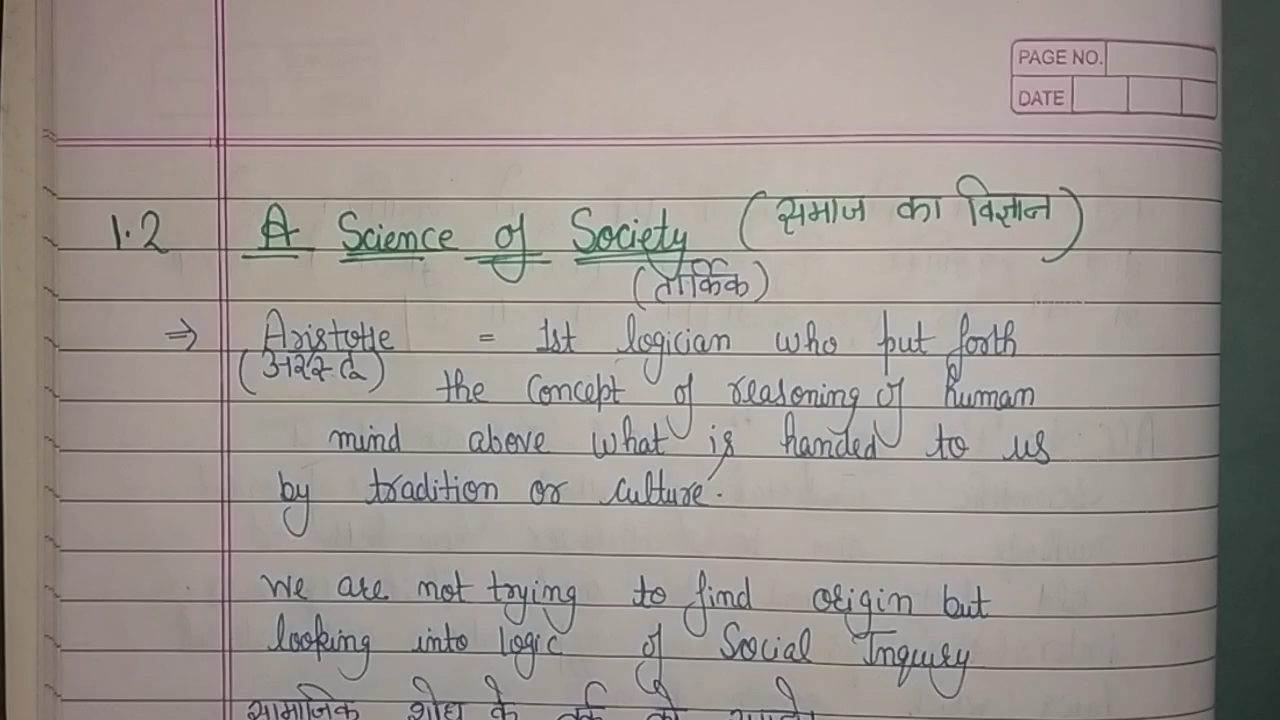 PAGE NO.
DATE
1.2 A Science of Society (समाज का विज्ञान)
(तार्किक)
⇒ Aristotle = 1st logician who put forth
(अरस्तु) the concept of reasoning of human
mind above what is handed to us
by tradition or culture.
We are not trying to find origin but
looking into logic of Social Inquiry
सामाजिक शोध के तर्क को